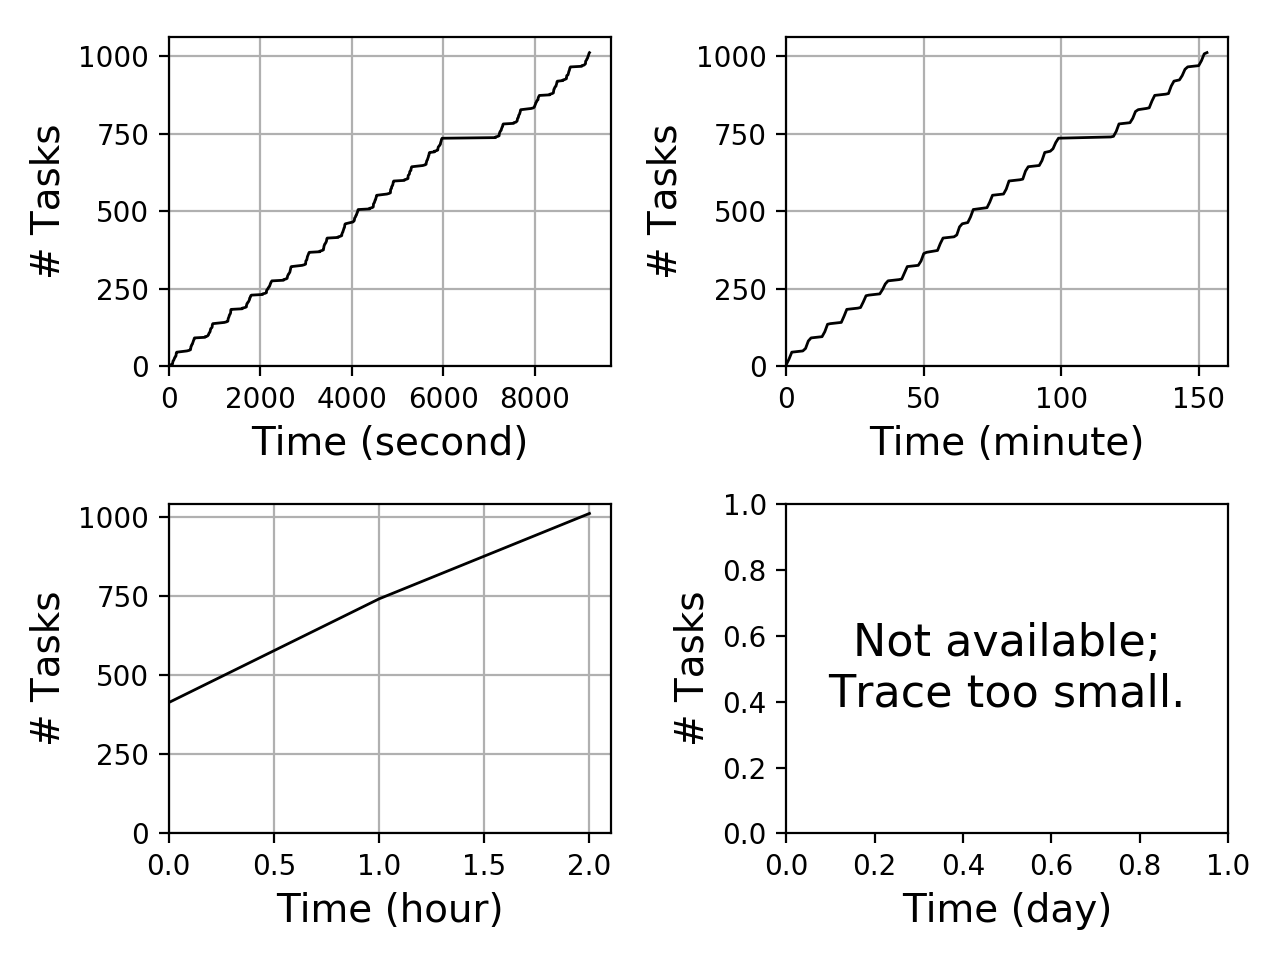 1000
750
500
250
0
# Tasks
0 2000 4000 6000 8000
Time (second)
1000
750
500
250
0
# Tasks
0 50 100 150
Time (minute)
1000
750
500
250
0
# Tasks
0.0 0.5 1.0 1.5 2.0
Time (hour)
1.0
0.8
0.6
0.4
0.2
0.0
# Tasks
Not available;
Trace too small.
0.0 0.2 0.4 0.6 0.8 1.0
Time (day)